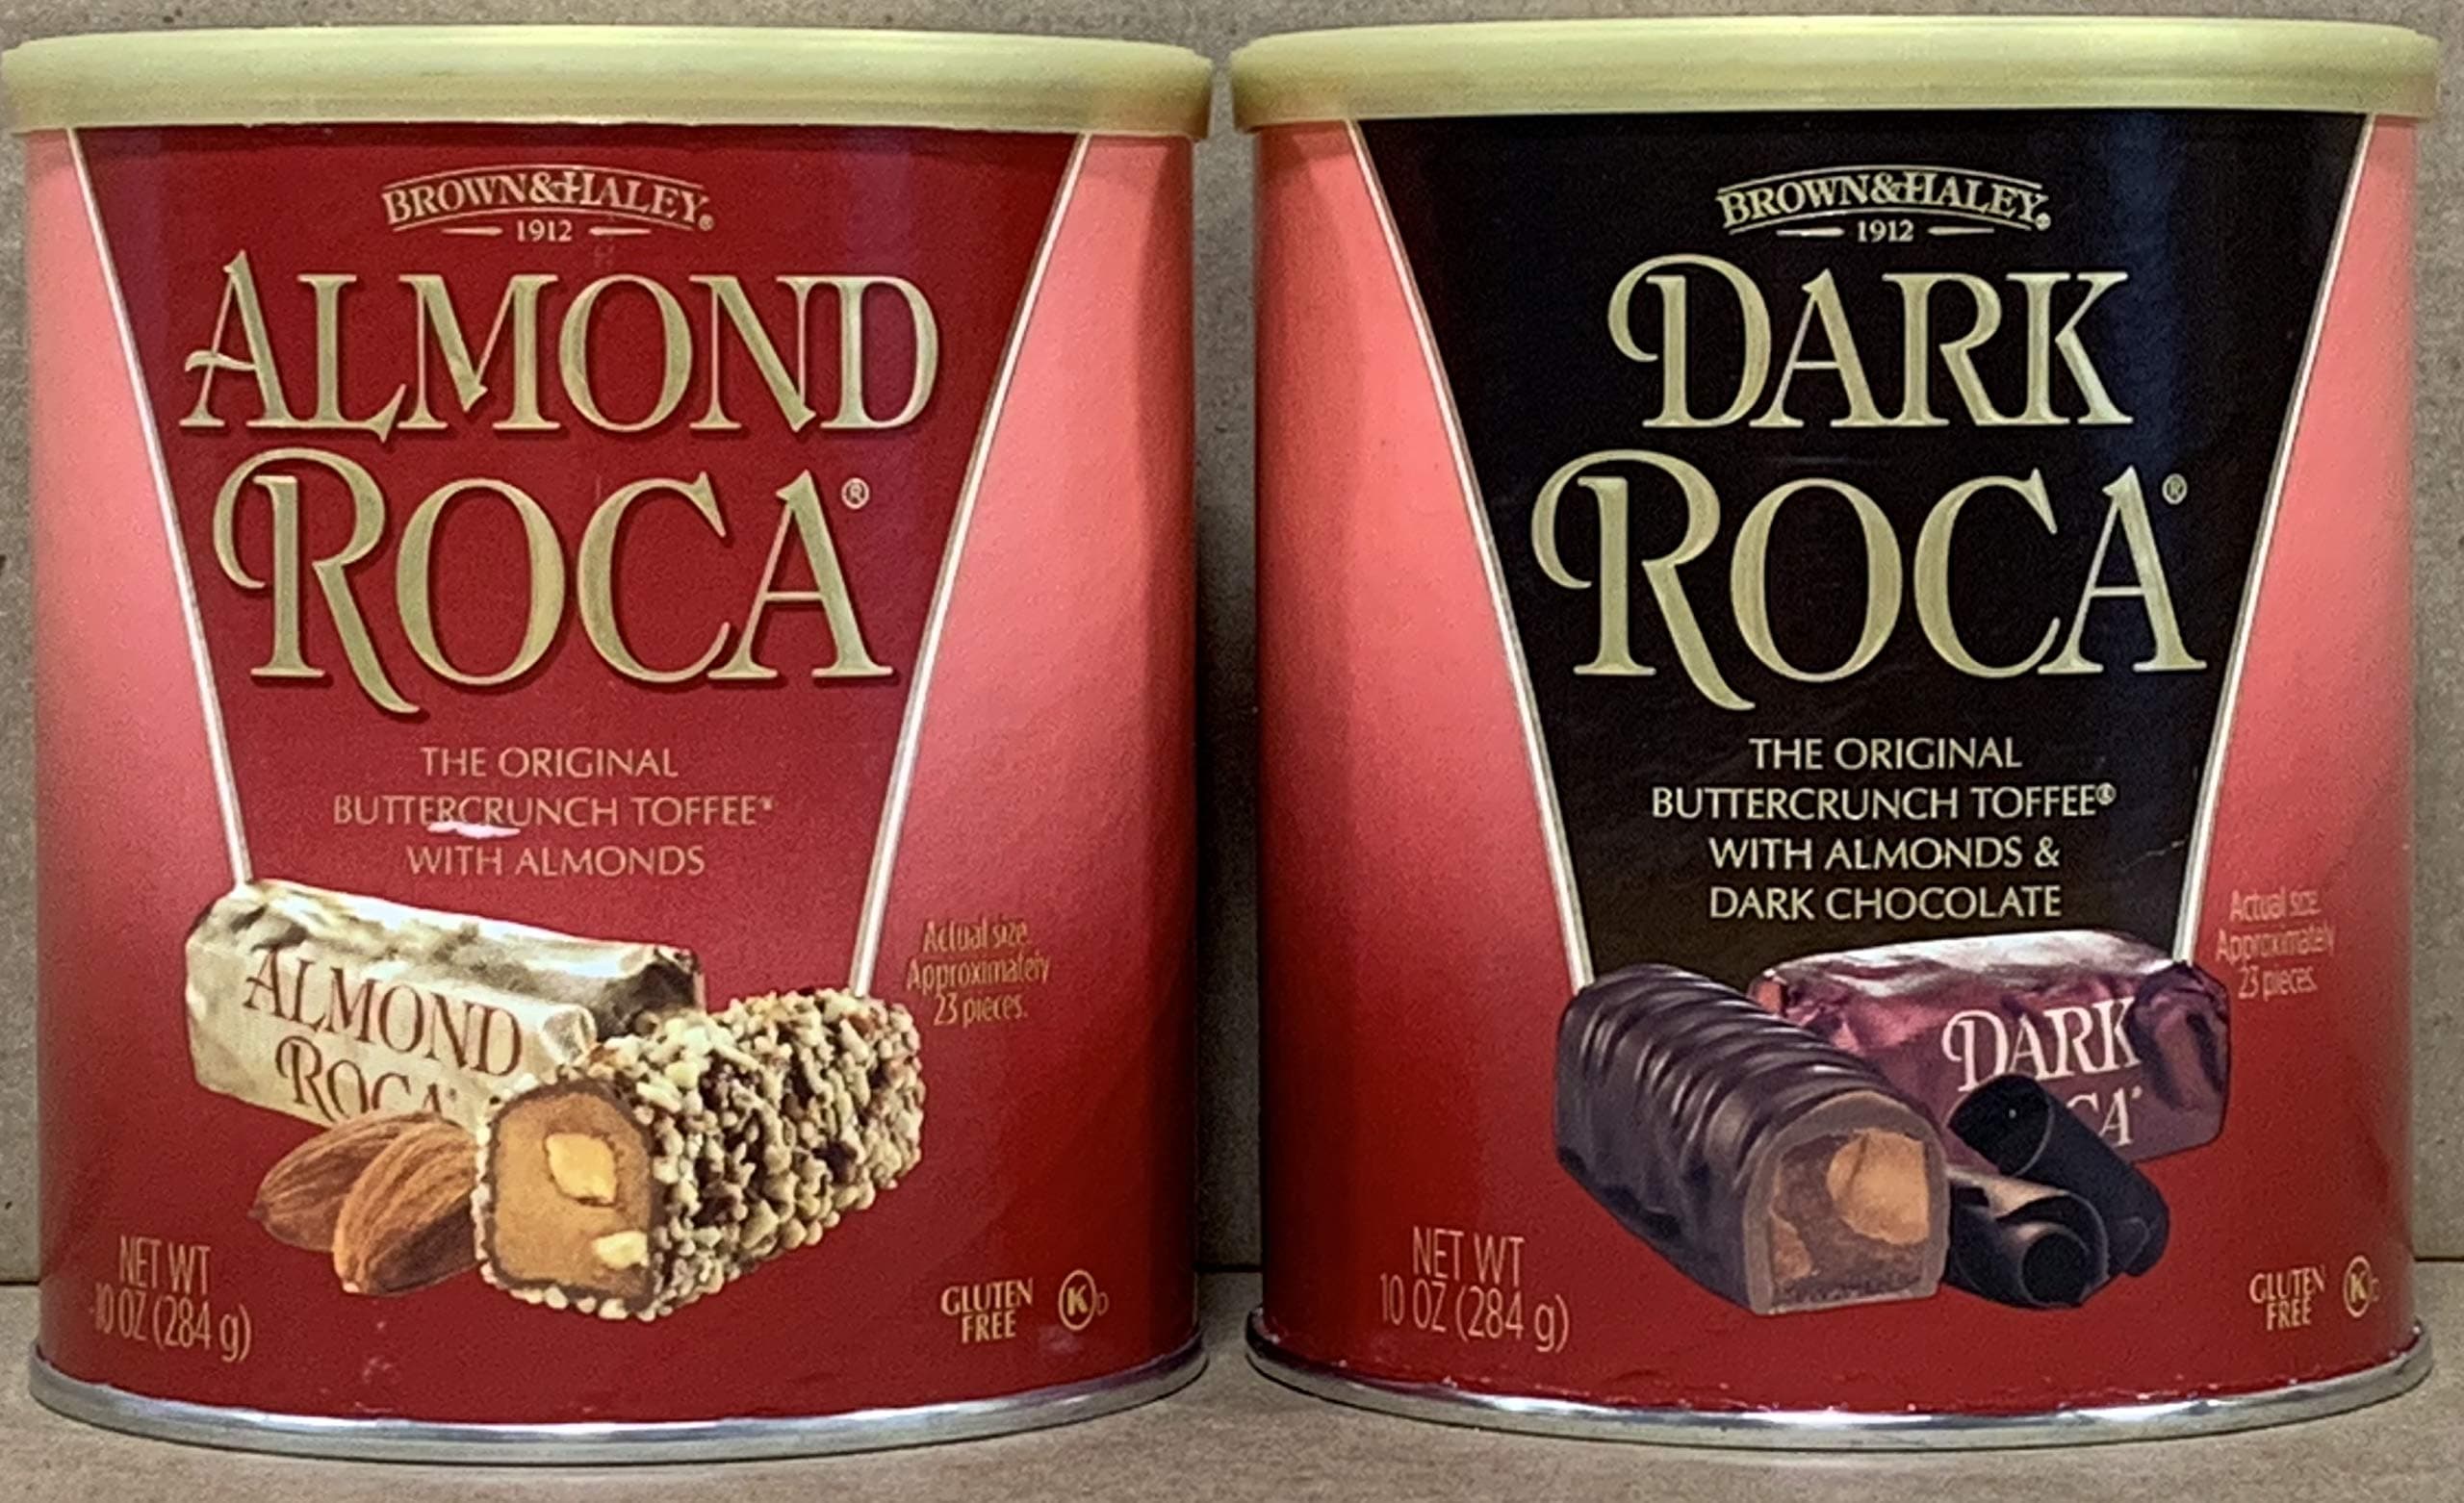 BROWN&HALEY®
1912
ALMOND
ROCA®
THE ORIGINAL
BUTTERCRUNCH TOFFEE®
WITH ALMONDS
Actual size.
Approximately
23 pieces.
ALMOND
ROCA®
NET WT
10 OZ (284 g)
GLUTEN
FREE
K D
BROWN&HALEY®
1912
DARK
ROCA®
THE ORIGINAL
BUTTERCRUNCH TOFFEE®
WITH ALMONDS &
DARK CHOCOLATE
Actual size.
Approximately
23 pieces.
DARK
CA®
NET WT
10 OZ (284 g)
GLUTEN
FREE
K